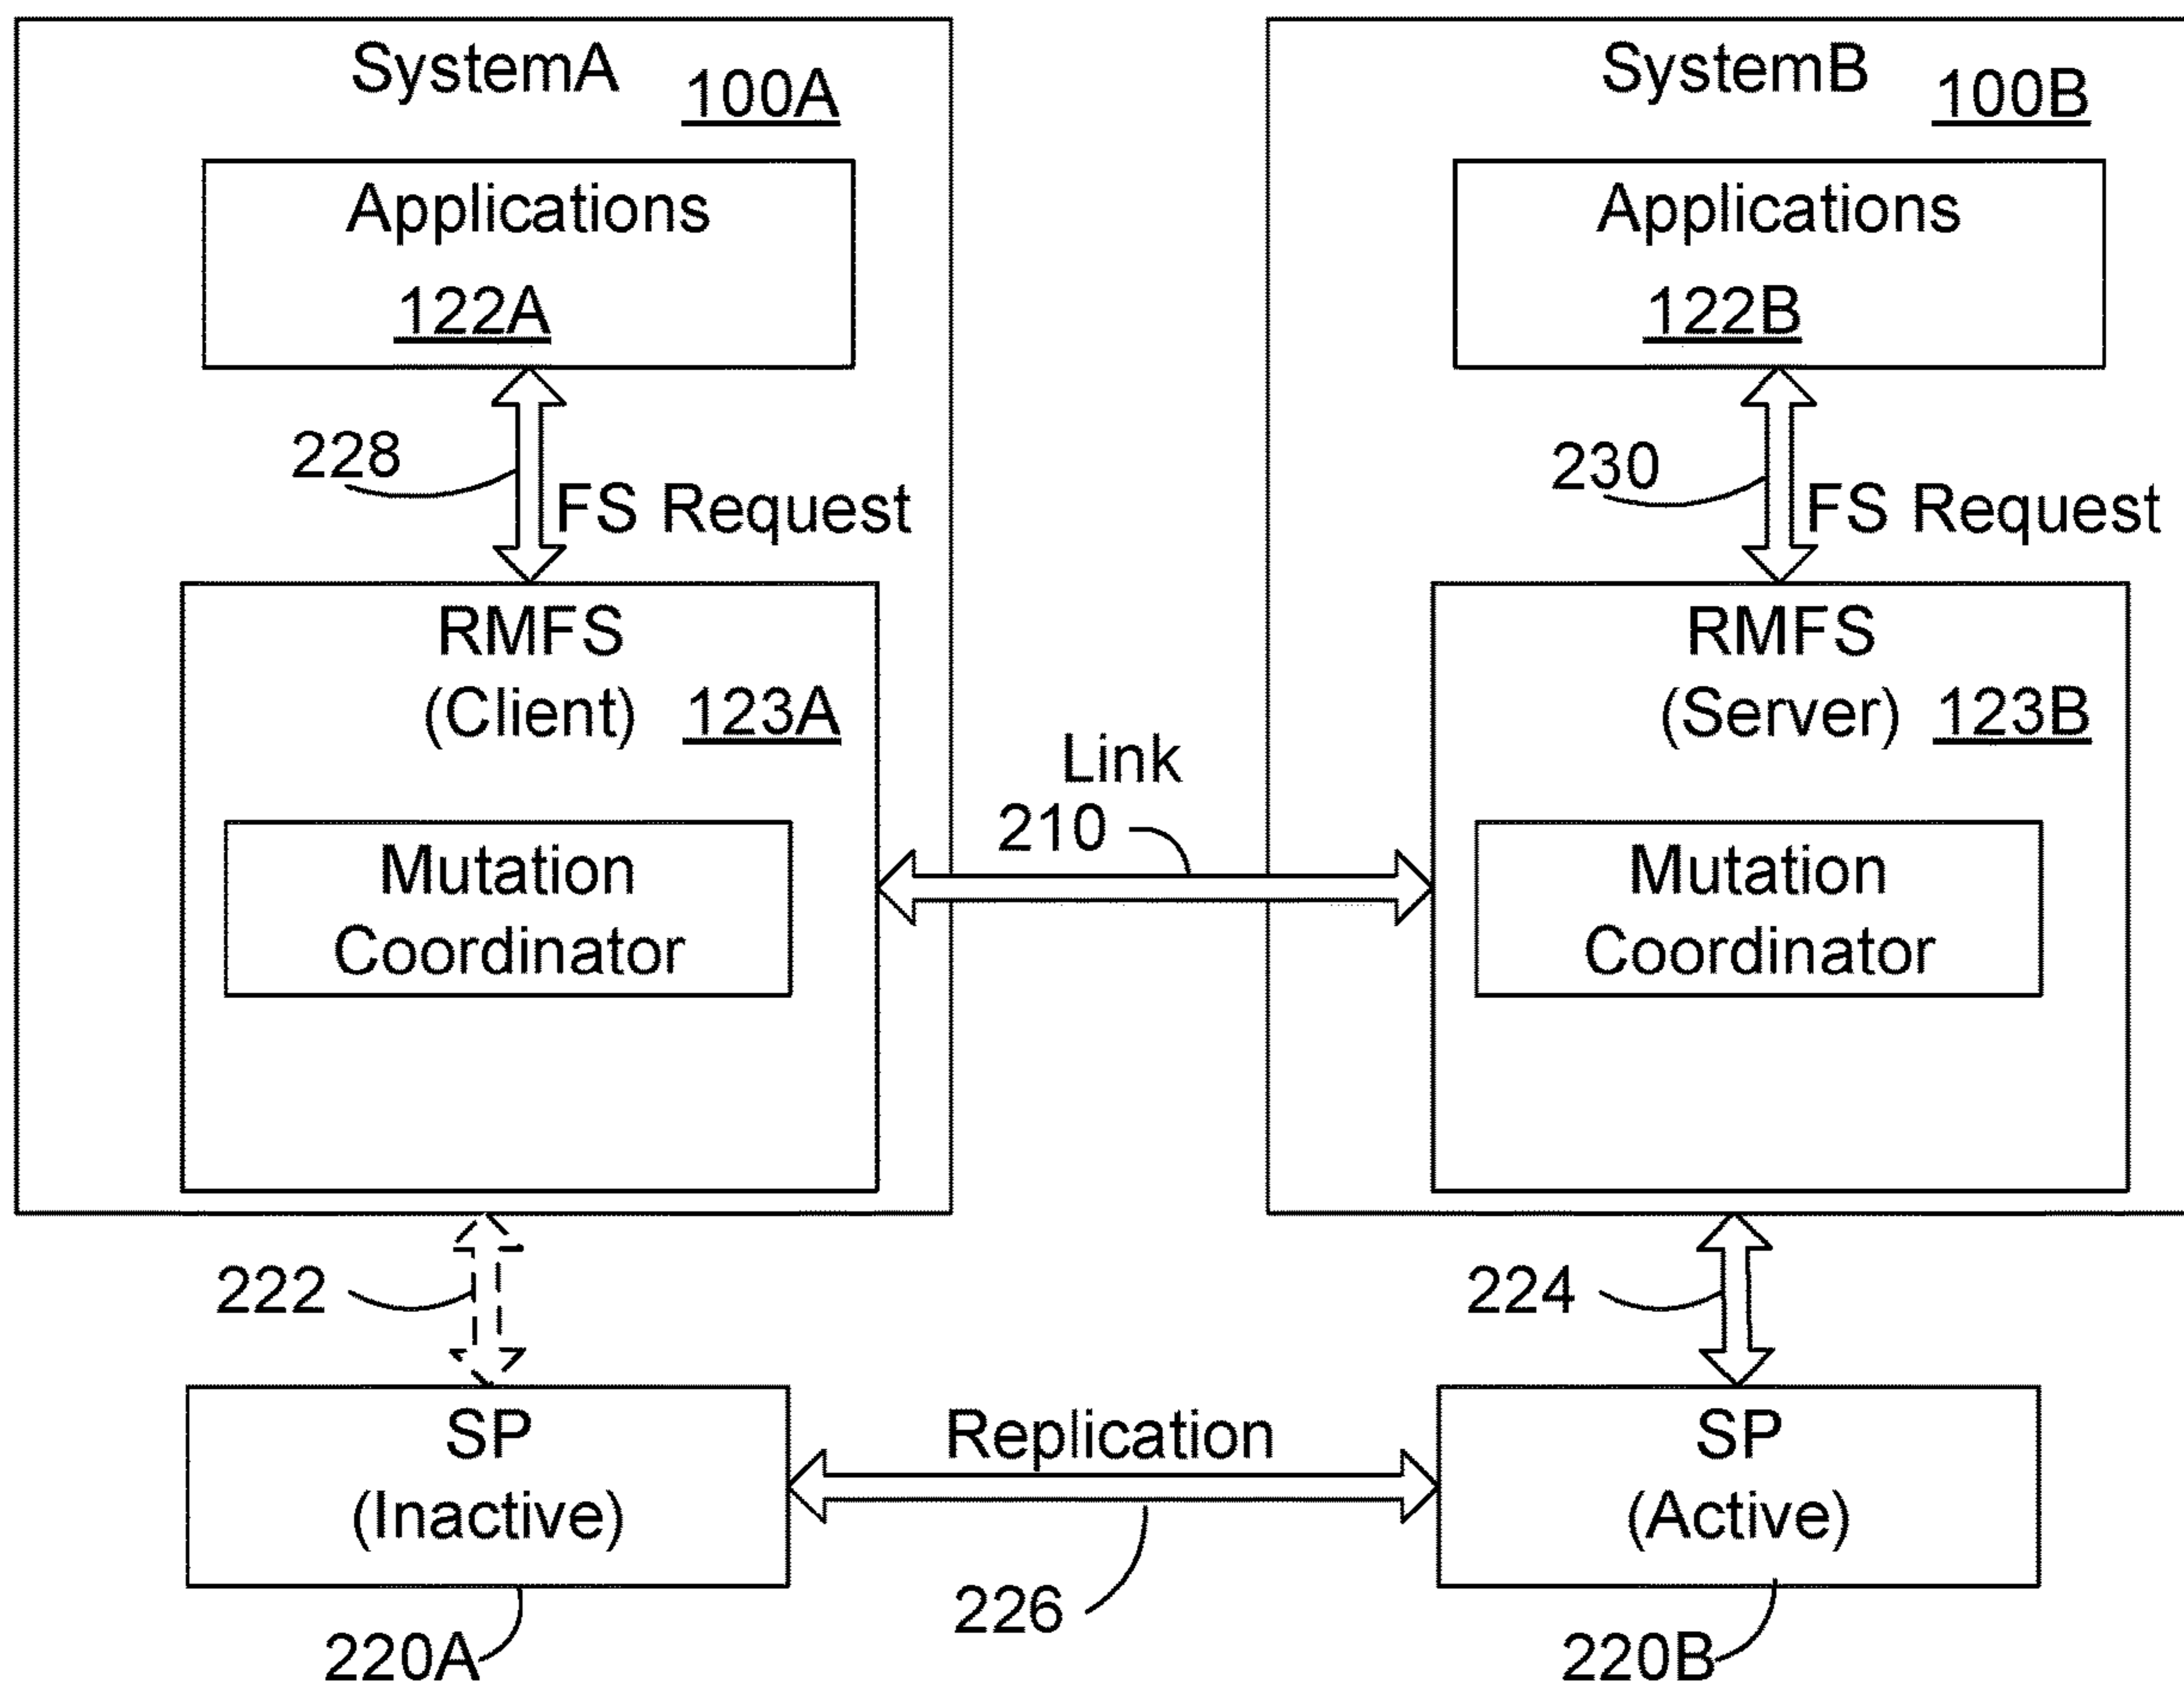 SystemA
100A
Applications
122A
228
FS Request
RMFS
(Client)
123A
Mutation
Coordinator
Link
210
SystemB
100B
Applications
122B
230
FS Request
RMFS
(Server)
123B
Mutation
Coordinator
222
224
SP
(Inactive)
220A
Replication
226
SP
(Active)
220B